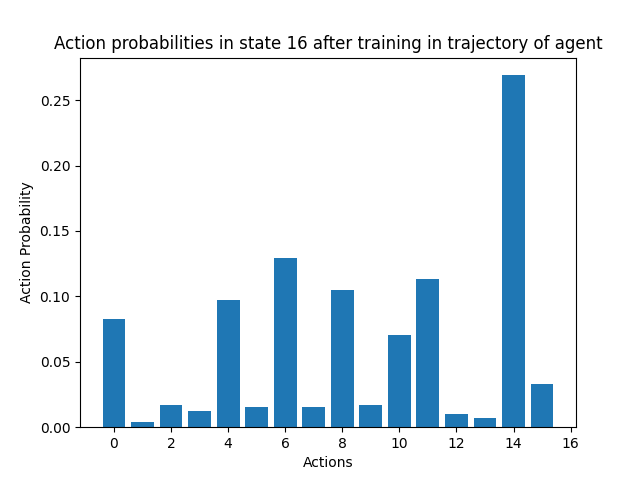 Action probabilities in state 16 after training in trajectory of agent
0.25
0.20
0.15
0.10
0.05
0.00
Action Probability
0 2 4 6 8 10 12 14 16
Actions